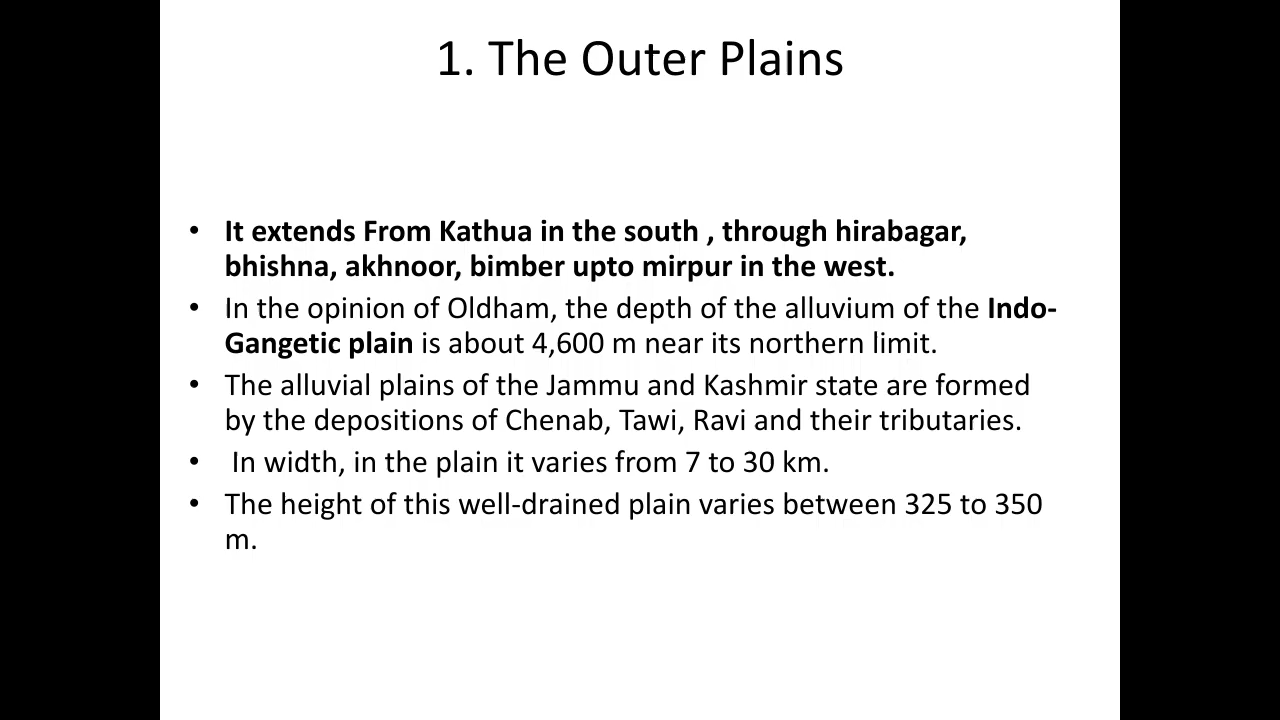 1. The Outer Plains
• It extends From Kathua in the south , through hirabagar,
bhishna, akhnoor, bimber upto mirpur in the west.
• In the opinion of Oldham, the depth of the alluvium of the Indo-
Gangetic plain is about 4,600 m near its northern limit.
• The alluvial plains of the Jammu and Kashmir state are formed
by the depositions of Chenab, Tawi, Ravi and their tributaries.
• In width, in the plain it varies from 7 to 30 km.
• The height of this well-drained plain varies between 325 to 350
m.